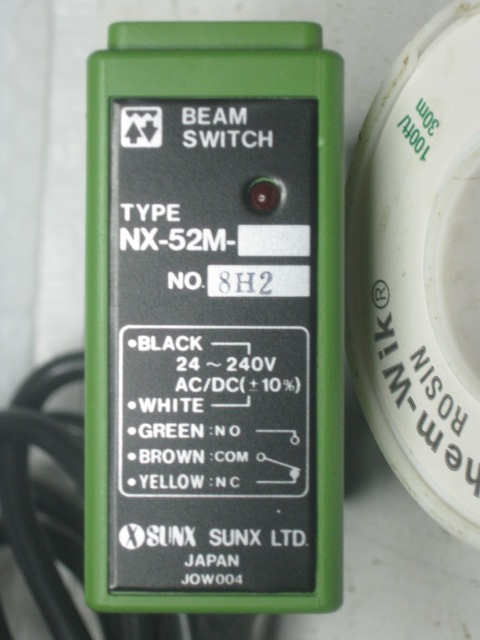 BEAM
SWITCH
TYPE
NX-52M-
NO. 8H2
•BLACK
24～240V
AC/DC(±10%)
•WHITE
•GREEN:NO
•BROWN:COM
•YELLOW:NC
SUNX SUNX LTD.
JAPAN
JOW004
100ft/
30m
hem-Wik®
ROSIN